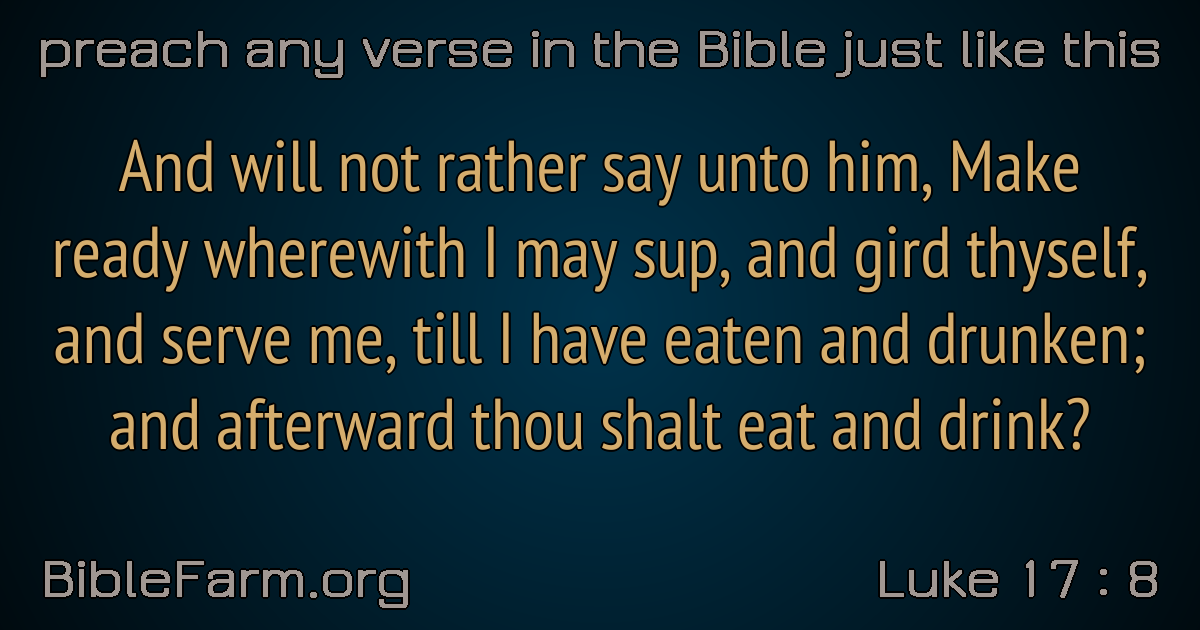 preach any verse in the Bible just like this
And will not rather say unto him, Make
ready wherewith I may sup, and gird thyself,
and serve me, till I have eaten and drunken;
and afterward thou shalt eat and drink?
BibleFarm.org
Luke 17 : 8